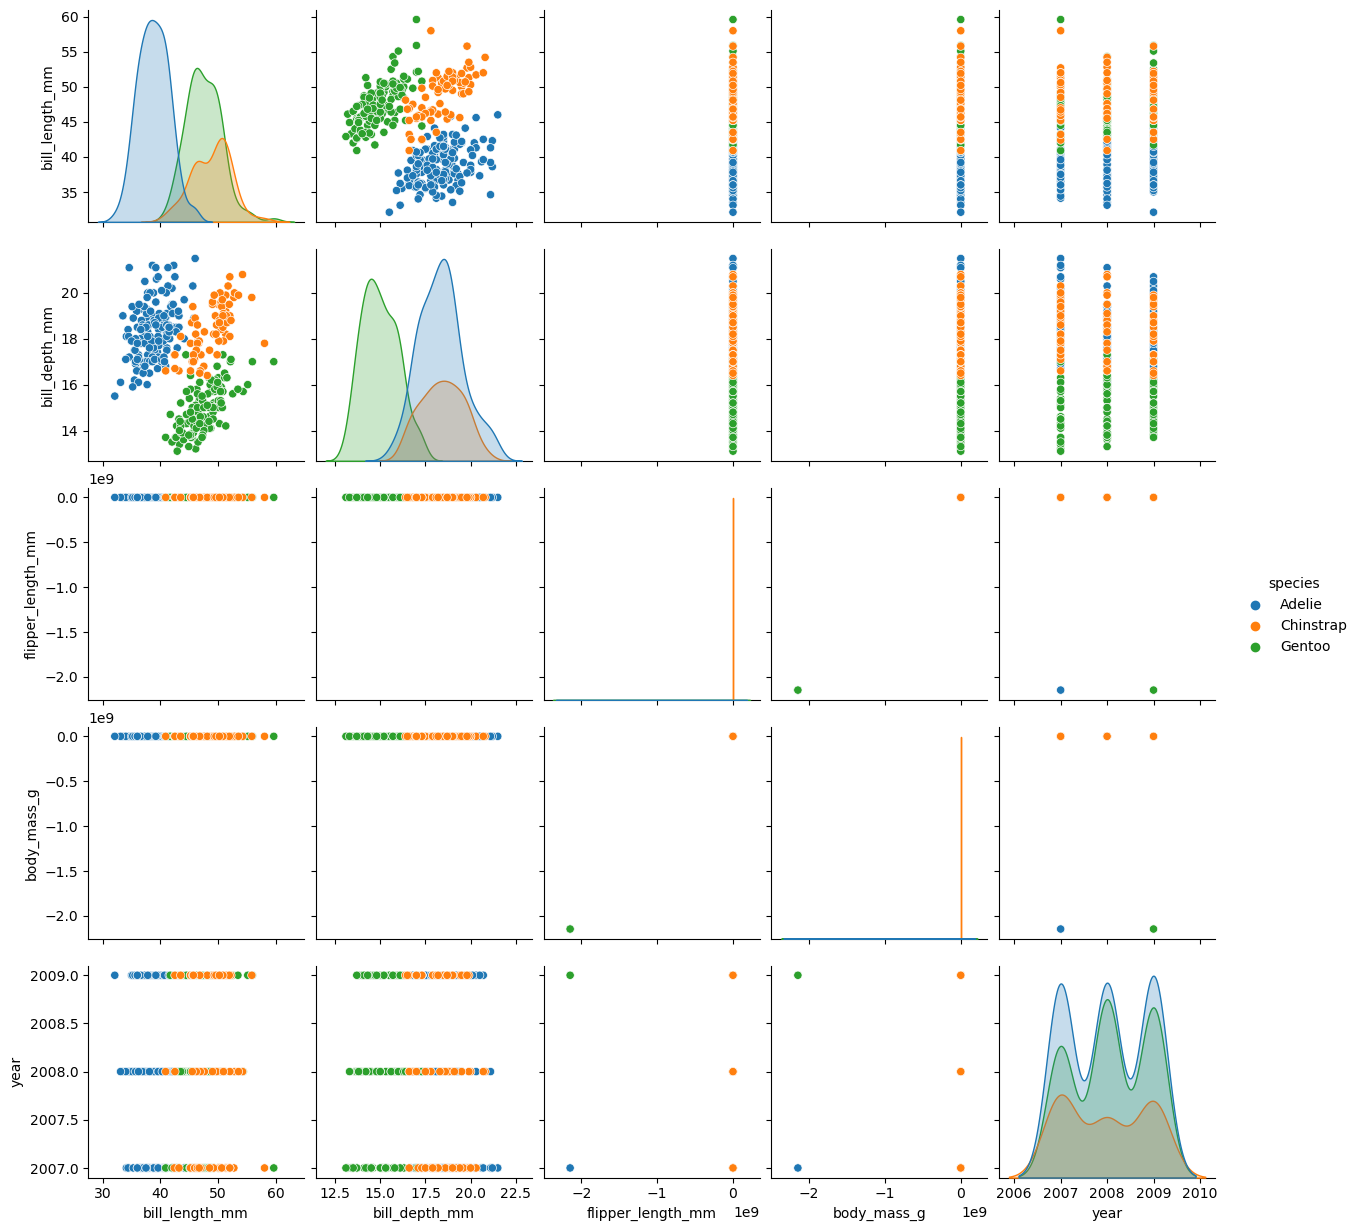 60
55
50
45
40
35
bill_length_mm
20
18
16
14
bill_depth_mm
1e9
0.0
−0.5
−1.0
−1.5
−2.0
flipper_length_mm
species
Adelie
Chinstrap
Gentoo
1e9
0.0
−0.5
−1.0
−1.5
−2.0
body_mass_g
2009.0
2008.5
2008.0
2007.5
2007.0
year
30 40 50 60
bill_length_mm
12.5 15.0 17.5 20.0 22.5
bill_depth_mm
−2 −1 0
1e9
flipper_length_mm
−2 −1 0
1e9
body_mass_g
2006 2007 2008 2009 2010
year